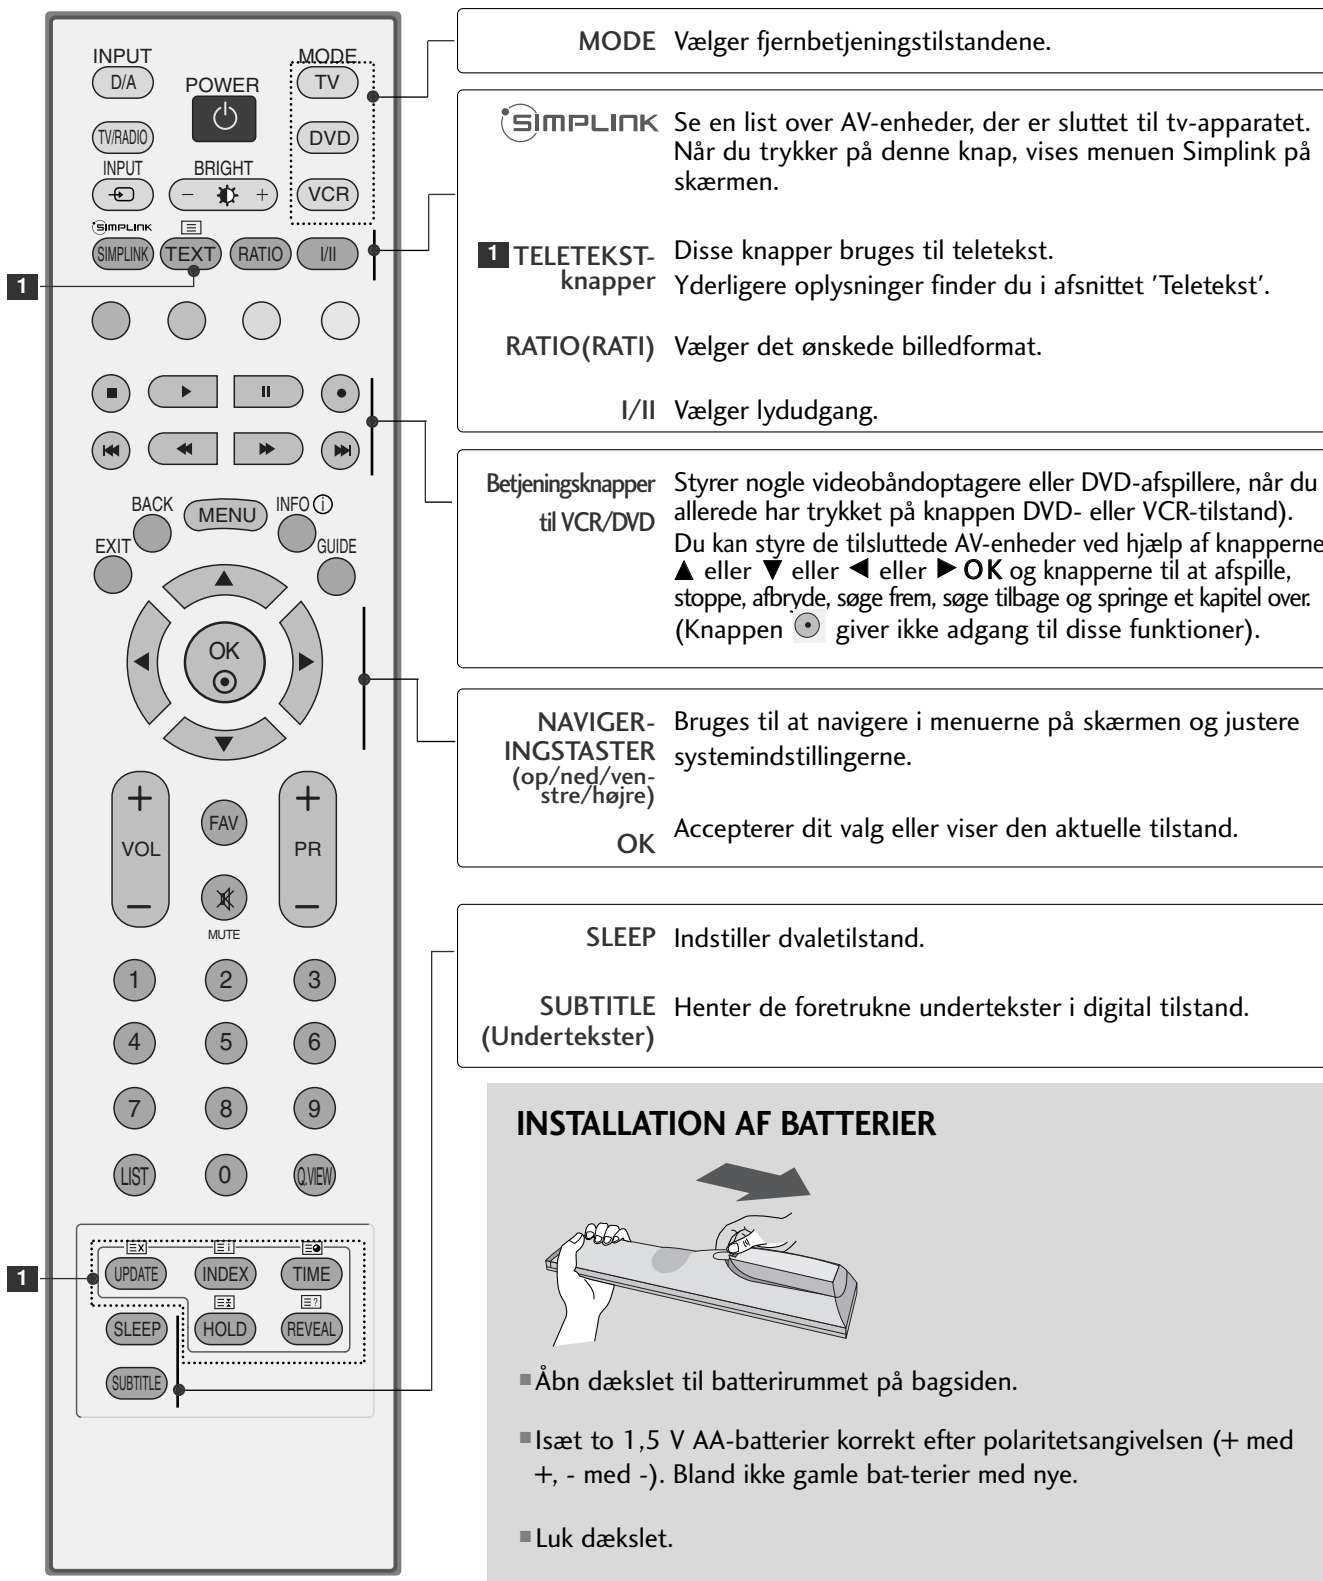 INPUT
MODE
D/A
POWER
TV
TV/RADIO
DVD
INPUT
BRIGHT
- +
VCR
SIMPLINK
SIMPLINK
TEXT
RATIO
I/II
1
BACK
MENU
INFO i
EXIT
GUIDE
OK
+
+
FAV
VOL
PR
-
-
MUTE
1
2
3
4
5
6
7
8
9
LIST
0
Q.VIEW
UPDATE
INDEX
TIME
1
SLEEP
HOLD
REVEAL
SUBTITLE
MODE Vælger fjernbetjeningstilstandene.
SIMPLINK Se en list over AV-enheder, der er sluttet til tv-apparatet.
Når du trykker på denne knap, vises menuen Simplink på
skærmen.
1 TELETEKST- Disse knapper bruges til teletekst.
knapper Yderligere oplysninger finder du i afsnittet 'Teletekst'.
RATIO(RATI) Vælger det ønskede billedformat.
I/II Vælger lydudgang.
Betjeningsknapper Styrer nogle videobåndoptagere eller DVD-afspillere, når du
til VCR/DVD allerede har trykket på knappen DVD- eller VCR-tilstand).
Du kan styre de tilsluttede AV-enheder ved hjælp af knapperne
▲ eller ▼ eller ◀ eller ▶ OK og knapperne til at afspille,
stoppe, afbryde, søge frem, søge tilbage og springe et kapitel over.
(Knappen ⊙ giver ikke adgang til disse funktioner).
NAVIGER- Bruges til at navigere i menuerne på skærmen og justere
INGSTASTER systemindstillingerne.
(op/ned/ven-
stre/højre)
OK Accepterer dit valg eller viser den aktuelle tilstand.
SLEEP Indstiller dvaletilstand.
SUBTITLE Henter de foretrukne undertekster i digital tilstand.
(Undertekster)
INSTALLATION AF BATTERIER
■ Åbn dækslet til batterirummet på bagsiden.
■ Isæt to 1,5 V AA-batterier korrekt efter polaritetsangivelsen (+ med
+, - med -). Bland ikke gamle bat-terier med nye.
■ Luk dækslet.